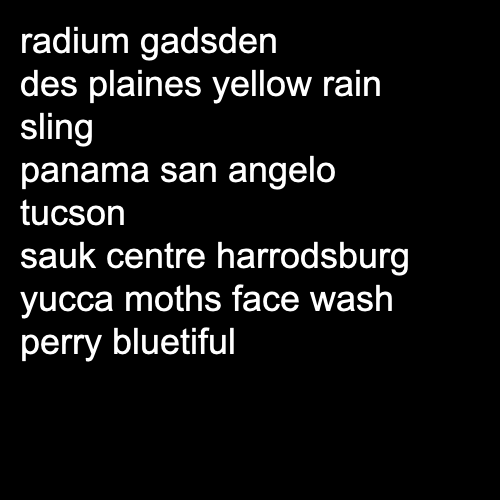 radium gadsden
des plaines yellow rain
sling
panama san angelo
tucson
sauk centre harrodsburg
yucca moths face wash
perry bluetiful